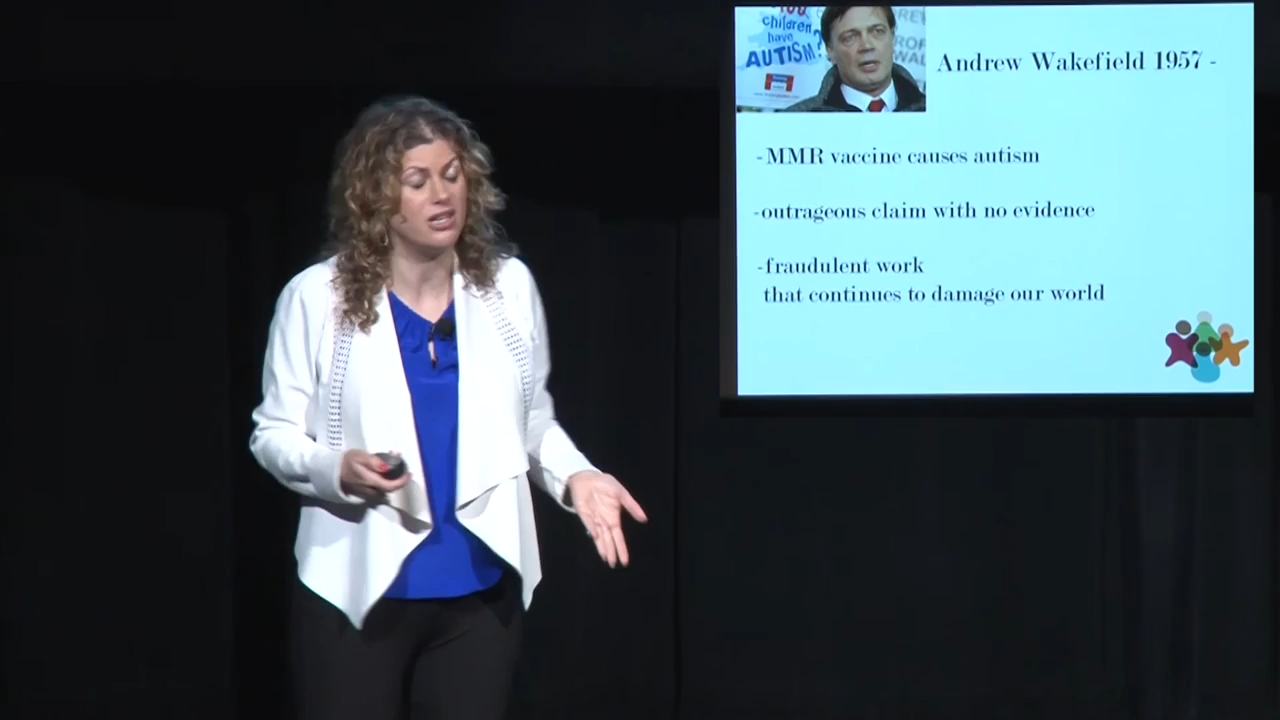 YOU
children
have
AUTISM?
Andrew Wakefield 1957 -
-MMR vaccine causes autism
-outrageous claim with no evidence
-fraudulent work
that continues to damage our world